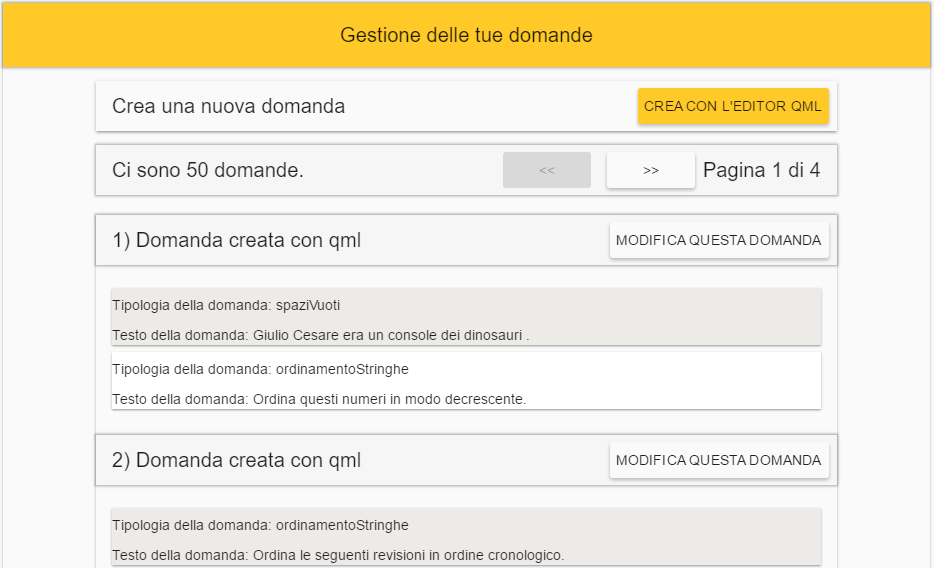 Gestione delle tue domande
Crea una nuova domanda
CREA CON L'EDITOR QML
Ci sono 50 domande.
<<
>>
Pagina 1 di 4
1) Domanda creata con qml
MODIFICA QUESTA DOMANDA
Tipologia della domanda: spaziVuoti
Testo della domanda: Giulio Cesare era un console dei dinosauri .
Tipologia della domanda: ordinamentoStringhe
Testo della domanda: Ordina questi numeri in modo decrescente.
2) Domanda creata con qml
MODIFICA QUESTA DOMANDA
Tipologia della domanda: ordinamentoStringhe
Testo della domanda: Ordina le seguenti revisioni in ordine cronologico.